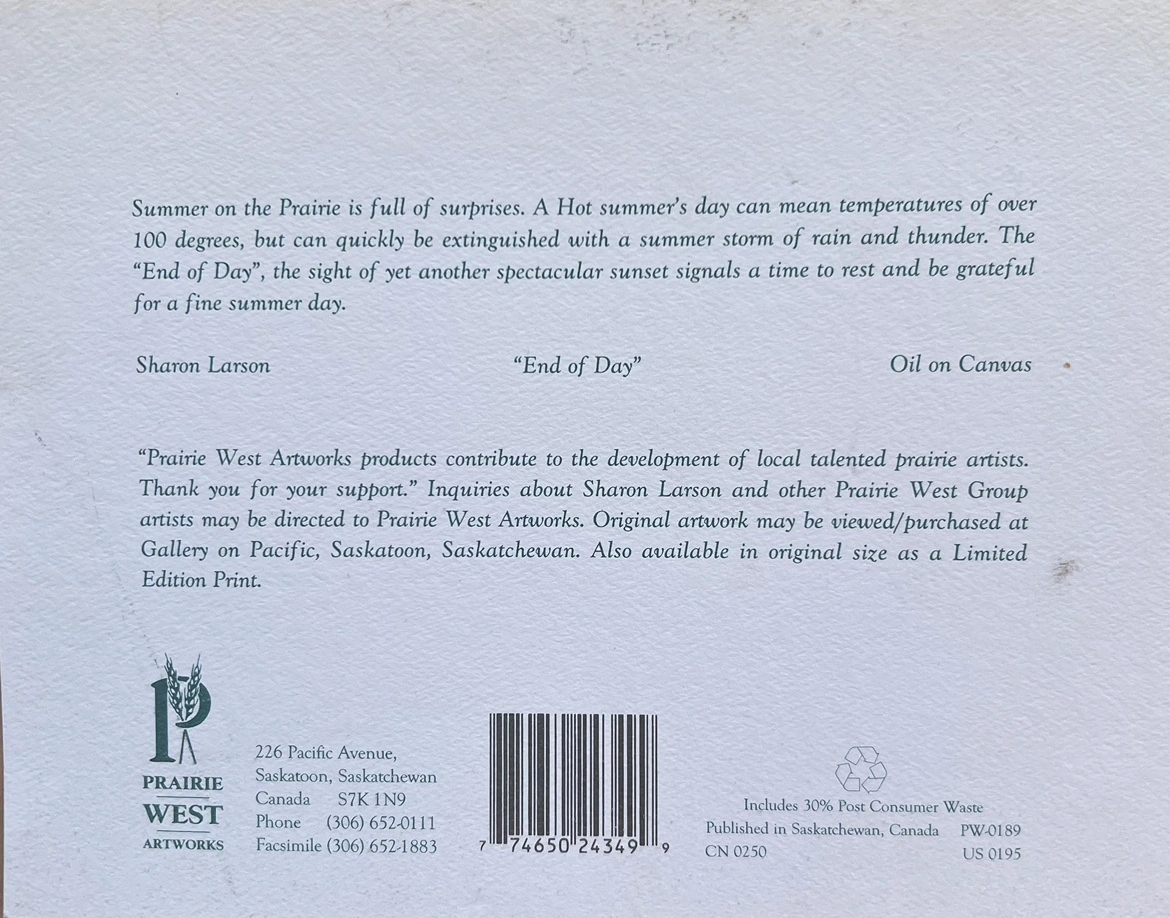 Summer on the Prairie is full of surprises. A Hot summer's day can mean temperatures of over
100 degrees, but can quickly be extinguished with a summer storm of rain and thunder. The
“End of Day”, the sight of yet another spectacular sunset signals a time to rest and be grateful
for a fine summer day.
Sharon Larson “End of Day” Oil on Canvas
“Prairie West Artworks products contribute to the development of local talented prairie artists.
Thank you for your support.” Inquiries about Sharon Larson and other Prairie West Group
artists may be directed to Prairie West Artworks. Original artwork may be viewed/purchased at
Gallery on Pacific, Saskatoon, Saskatchewan. Also available in original size as a Limited
Edition Print.
P
PRAIRIE
WEST
ARTWORKS
226 Pacific Avenue,
Saskatoon, Saskatchewan
Canada S7K 1N9
Phone (306) 652-0111
Facsimile (306) 652-1883
7 74650 24349 9
Includes 30% Post Consumer Waste
Published in Saskatchewan, Canada PW-0189
CN 0250 US 0195